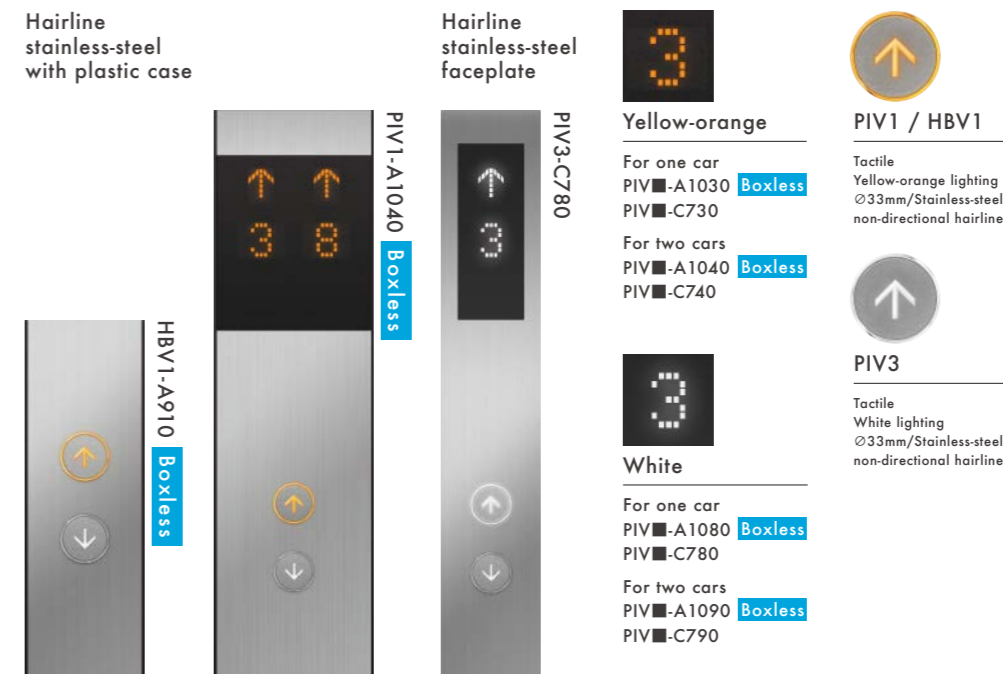 Hairline
stainless-steel
with plastic case
HBV1-A910 Boxless
3 8
PIV1-A1040 Boxless
Hairline
stainless-steel
faceplate
3
PIV3-C780
3
Yellow-orange
For one car
PIV■-A1030 Boxless
PIV■-C730
For two cars
PIV■-A1040 Boxless
PIV■-C740
3
White
For one car
PIV■-A1080 Boxless
PIV■-C780
For two cars
PIV■-A1090 Boxless
PIV■-C790
PIV1 / HBV1
Tactile
Yellow-orange lighting
∅33mm/Stainless-steel
non-directional hairline
PIV3
Tactile
White lighting
∅33mm/Stainless-steel
non-directional hairline